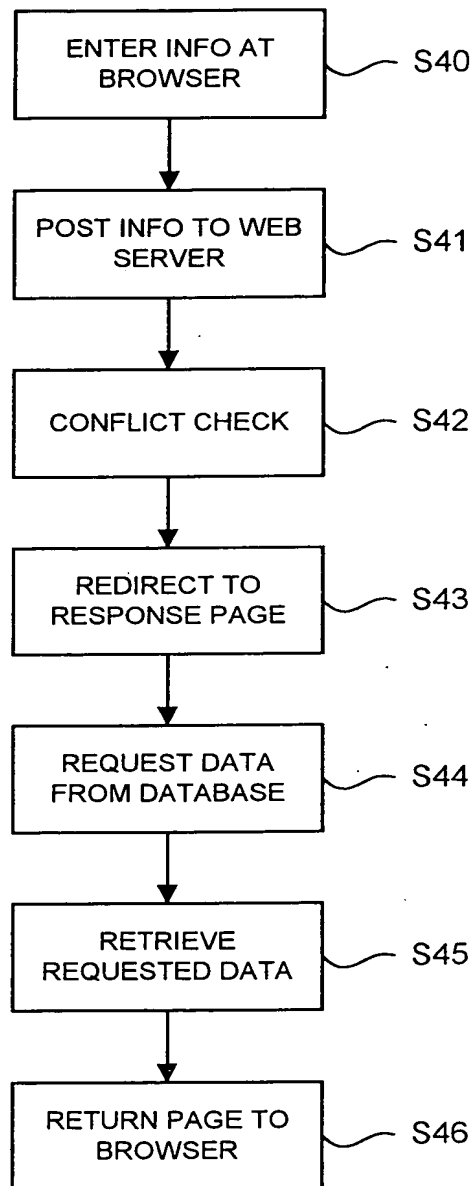 ENTER INFO AT
BROWSER
S40
POST INFO TO WEB
SERVER
S41
CONFLICT CHECK
S42
REDIRECT TO
RESPONSE PAGE
S43
REQUEST DATA
FROM DATABASE
S44
RETRIEVE
REQUESTED DATA
S45
RETURN PAGE TO
BROWSER
S46